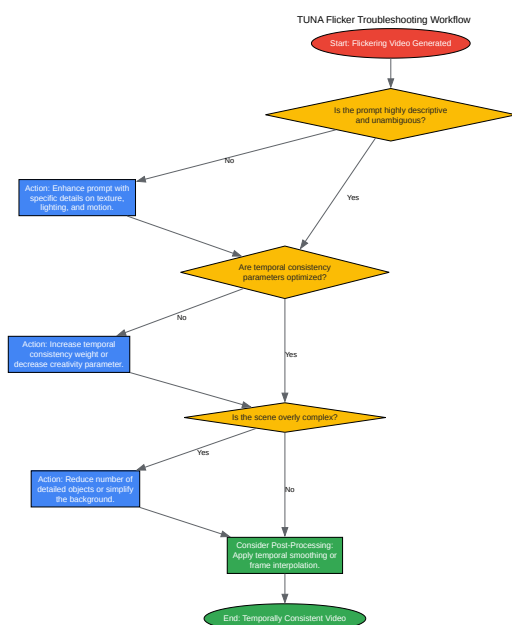 TUNA Flicker Troubleshooting Workflow
Start: Flickering Video Generated
Is the prompt highly descriptive
and unambiguous?
No
Yes
Action: Enhance prompt with
specific details on texture,
lighting, and motion.
Are temporal consistency
parameters optimized?
No
Yes
Action: Increase temporal
consistency weight or
decrease creativity parameter.
Is the scene overly complex?
Yes
No
Action: Reduce number of
detailed objects or simplify
the background.
Consider Post-Processing:
Apply temporal smoothing or
frame interpolation.
End: Temporally Consistent Video